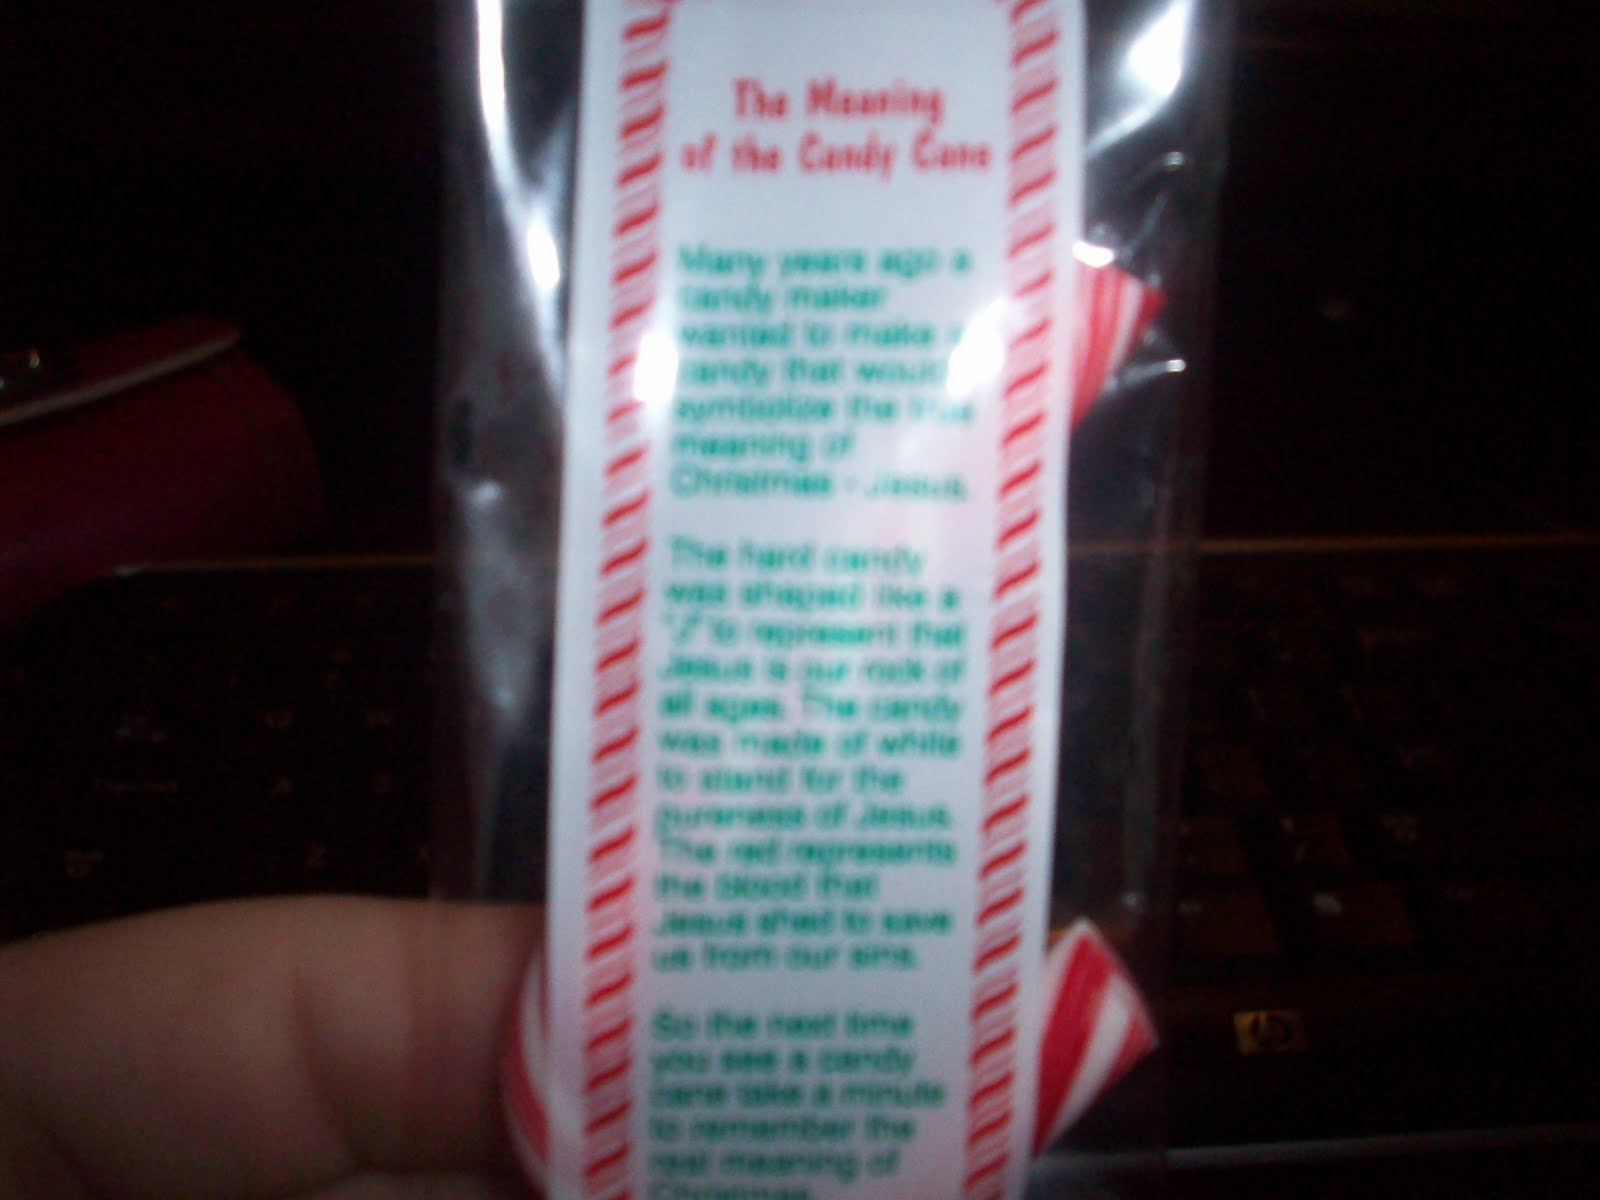 The Meaning
of the Candy Cane
Many years ago a
candy maker
wanted to make a
candy that would
symbolize the true
meaning of
Christmas - Jesus.
The hard candy
was shaped like a
"J" to represent that
Jesus is our rock of
all ages. The candy
was made of white
to stand for the
pureness of Jesus.
The red represents
the blood that
Jesus shed to save
us from our sins.
So the next time
you see a candy
cane take a minute
to remember the
real meaning of
Christmas.
hp